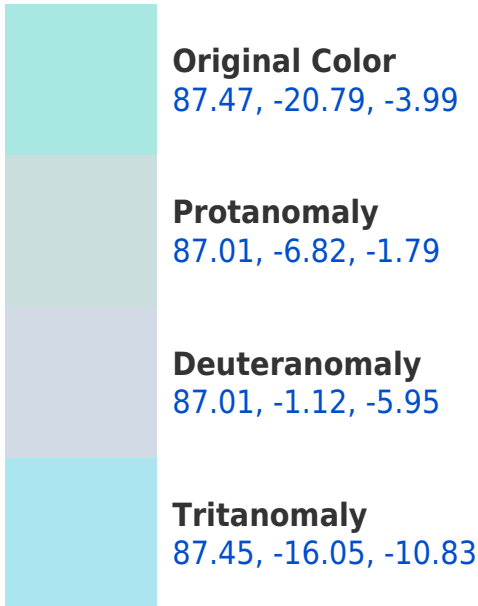 Original Color
87.47, -20.79, -3.99
Protanomaly
87.01, -6.82, -1.79
Deuteranomaly
87.01, -1.12, -5.95
Tritanomaly
87.45, -16.05, -10.83